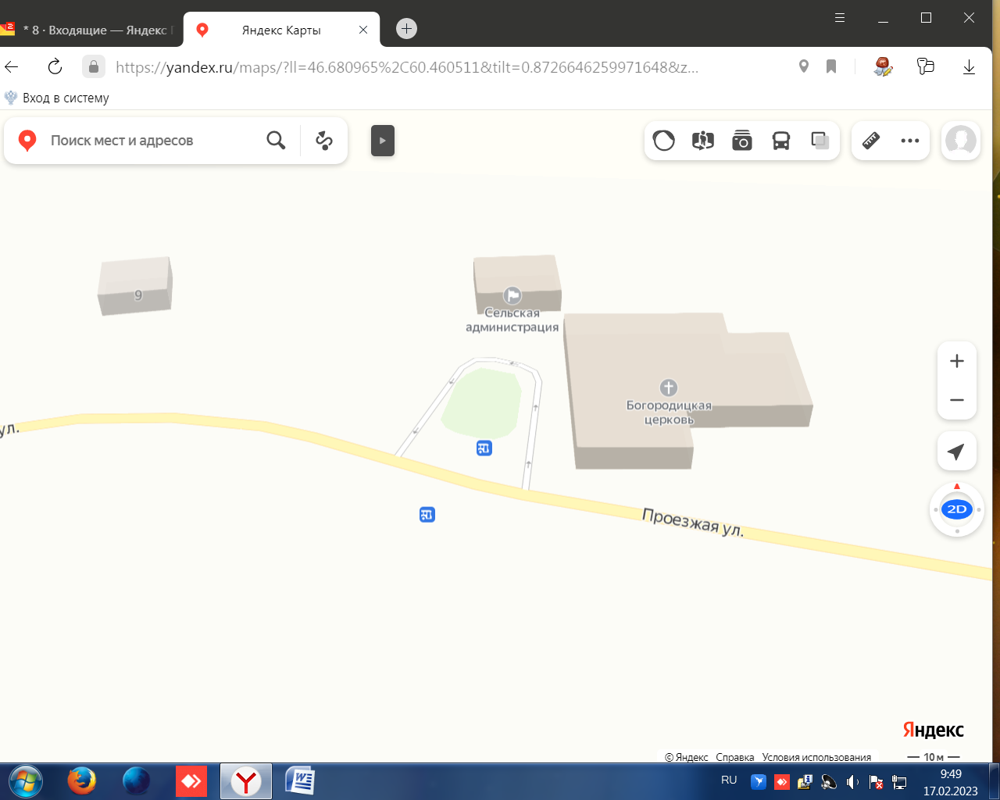 * 8 · Входящие — Яндекс
Яндекс Карты
https://yandex.ru/maps/?ll=46.680965%2C60.460511&tilt=0.8726646259971648&z...
Вход в систему
Поиск мест и адресов
9
Сельская
администрация
Богородицкая
церковь
ул.
Проезжая ул.
2D
Яндекс
© Яндекс Справка Условия использования
10 м
RU
9:49
17.02.2023